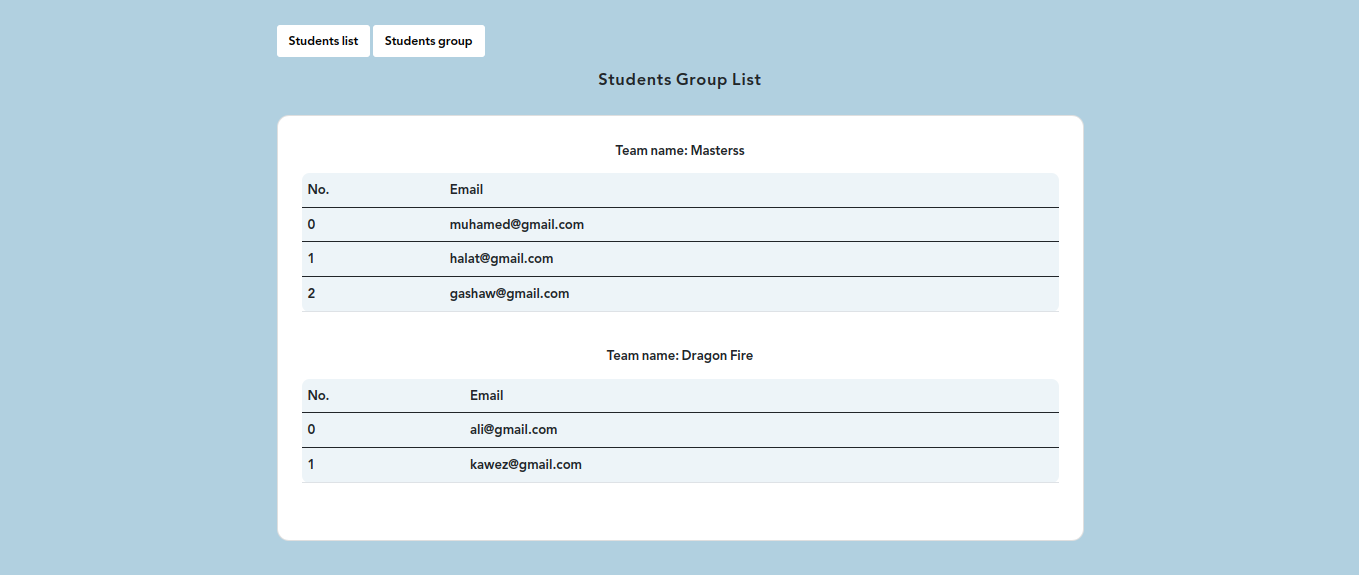 Students list Students group
Students Group List
Team name: Masterss
No. Email
0 muhamed@gmail.com
1 halat@gmail.com
2 gashaw@gmail.com
Team name: Dragon Fire
No. Email
0 ali@gmail.com
1 kawez@gmail.com